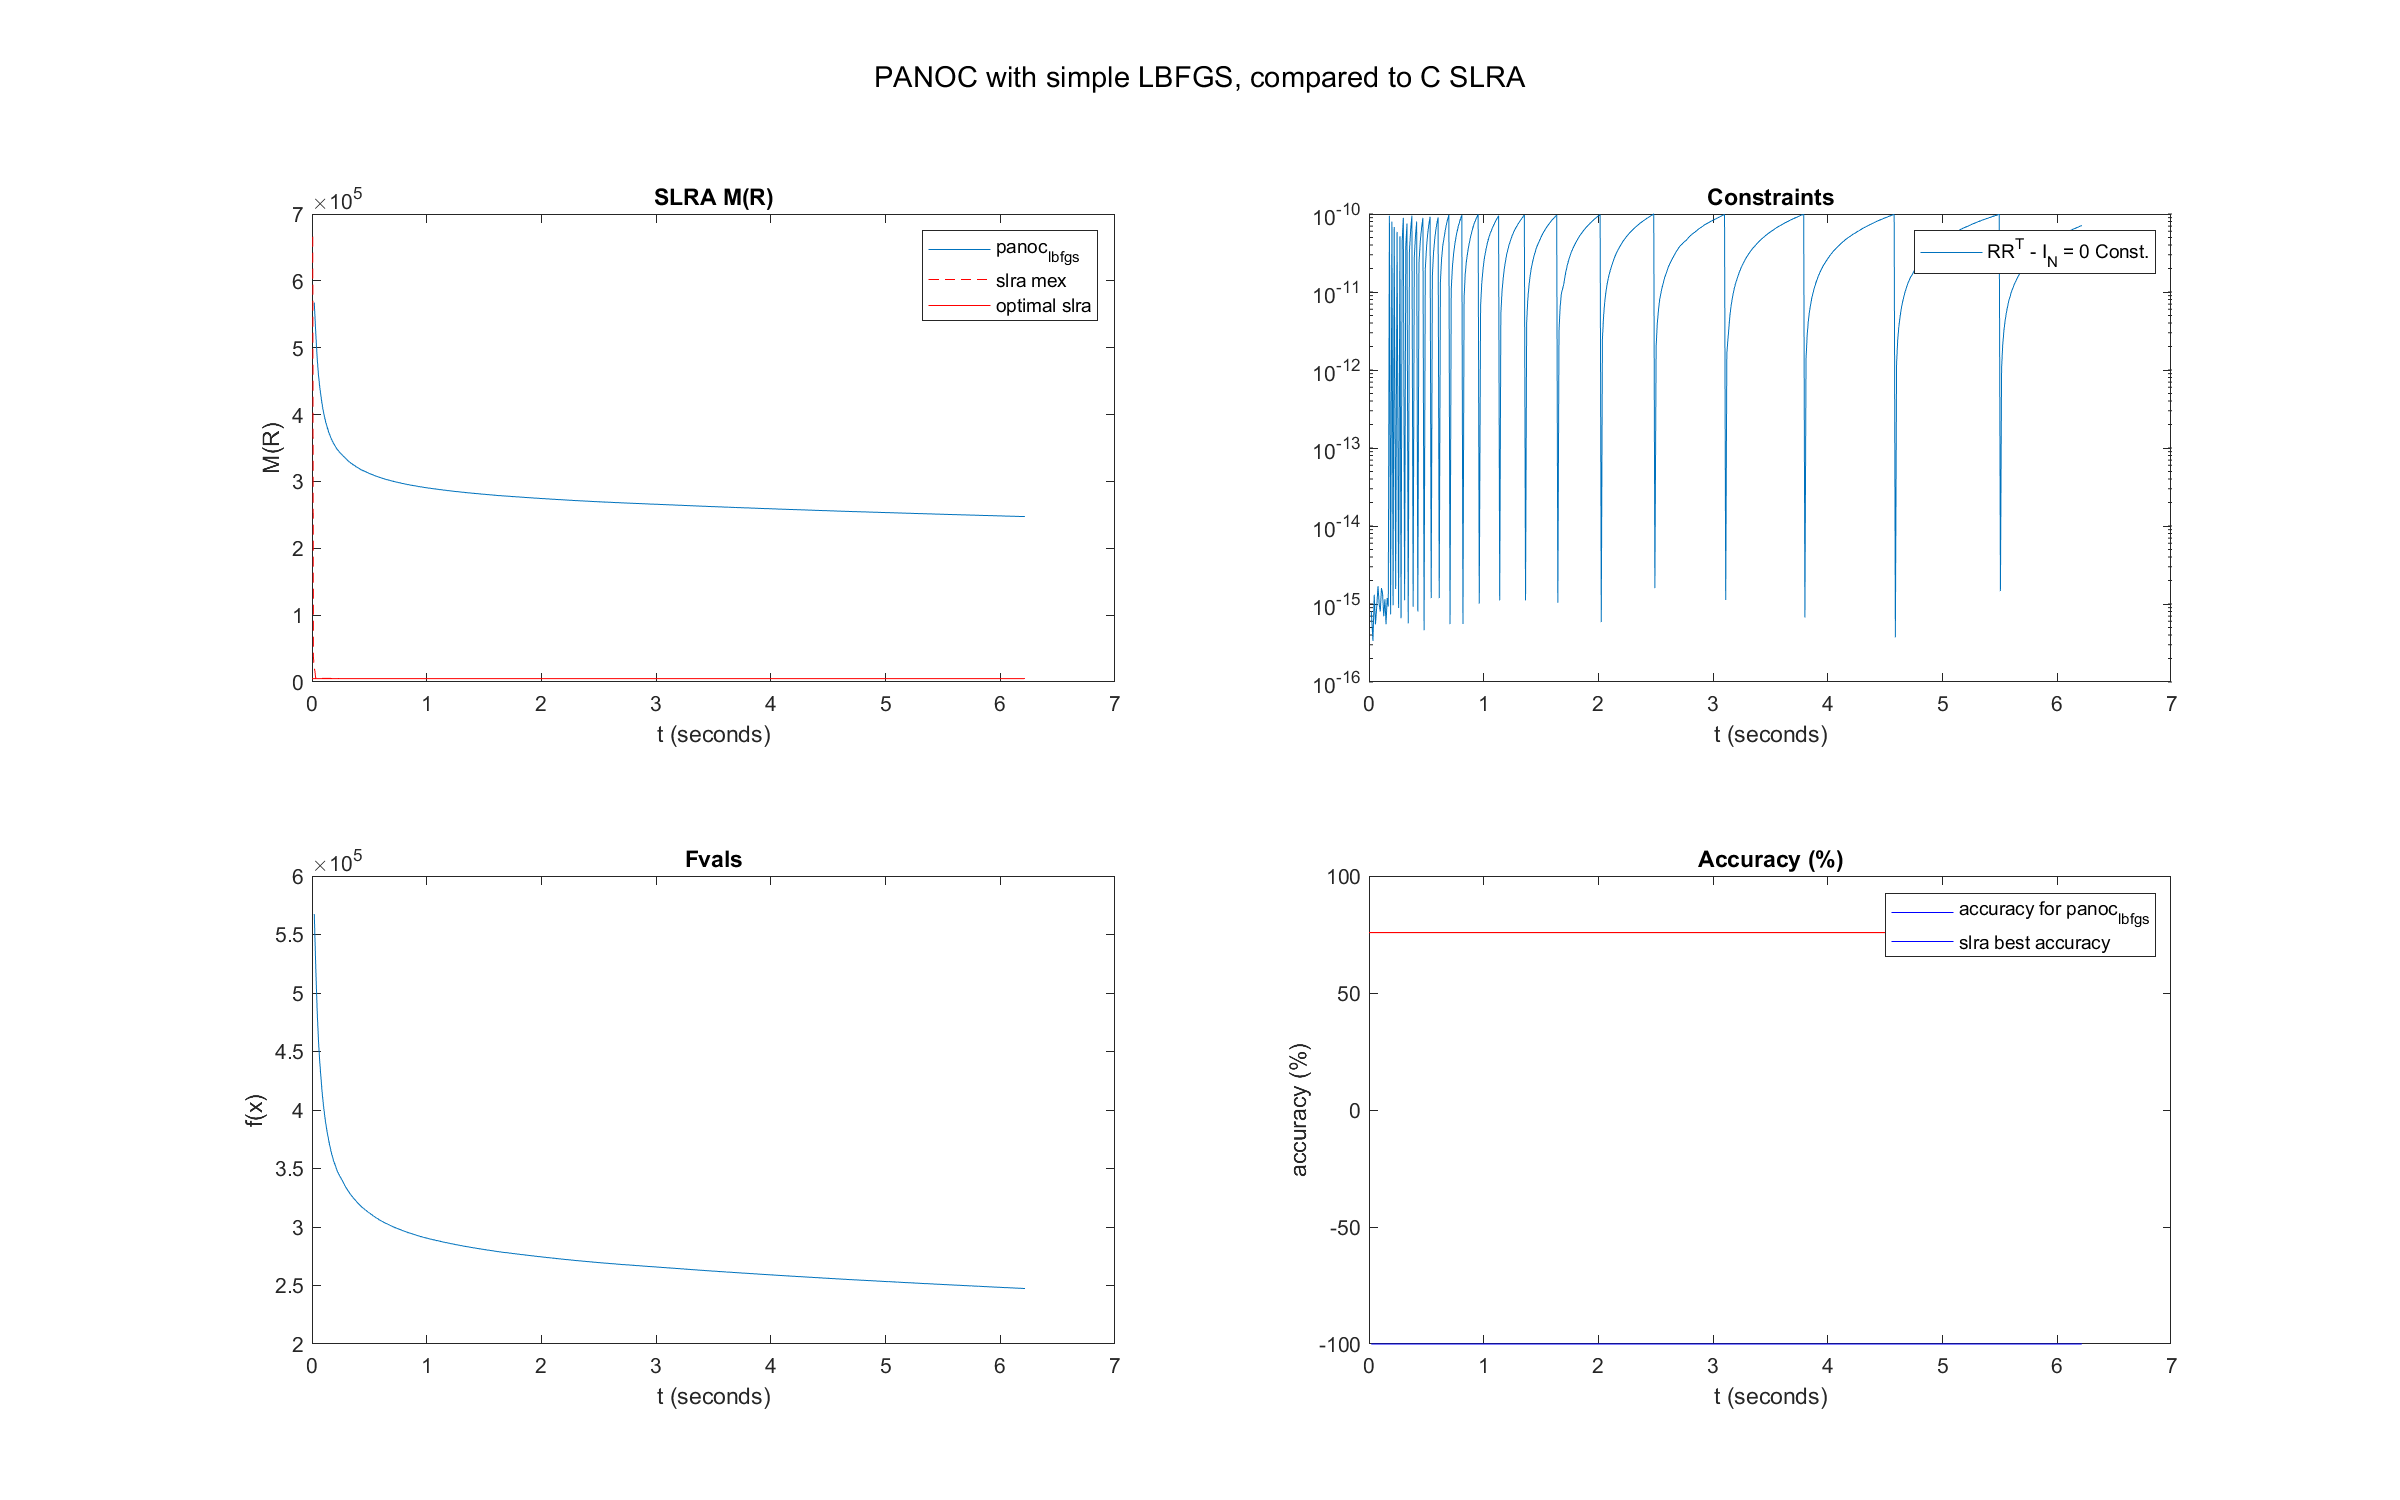 PANOC with simple LBFGS, compared to C SLRA
SLRA M(R)
×10^5
7
6
5
4
3
2
1
0
M(R)
0 1 2 3 4 5 6 7
t (seconds)
panoc_lbfgs
slra mex
optimal slra
Constraints
10^-10
10^-11
10^-12
10^-13
10^-14
10^-15
10^-16
0 1 2 3 4 5 6 7
t (seconds)
RR^T - I_N = 0 Const.
Fvals
×10^5
6
5.5
5
4.5
4
3.5
3
2.5
2
f(x)
0 1 2 3 4 5 6 7
t (seconds)
Accuracy (%)
100
50
0
-50
-100
accuracy (%)
0 1 2 3 4 5 6 7
t (seconds)
accuracy for panoc_lbfgs
slra best accuracy